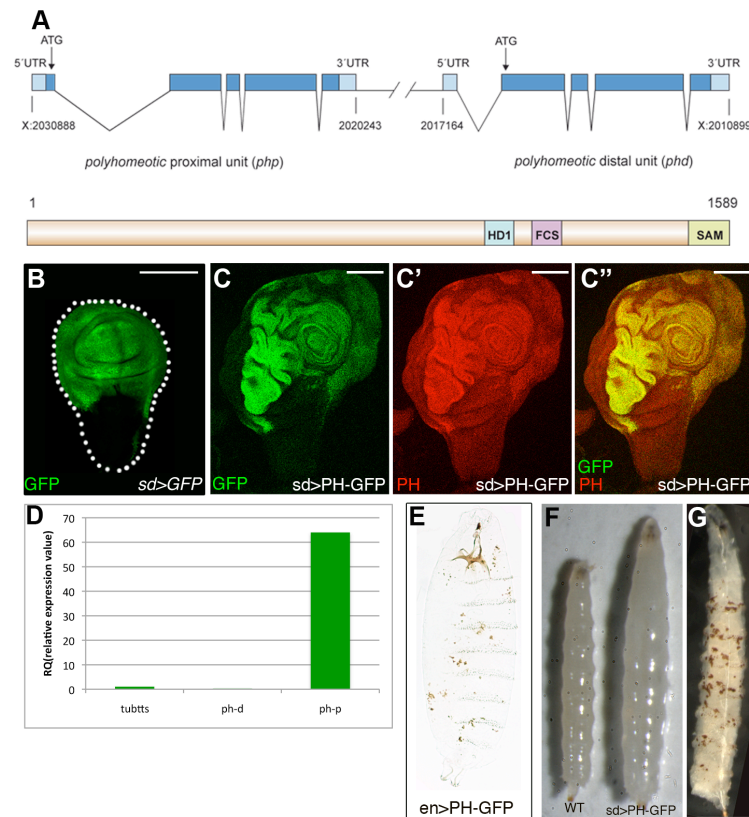 A
ATG
5´UTR
3´UTR
X:2030888
2020243
polyhomeotic proximal unit (php)
5´UTR
ATG
3´UTR
2017164
X:2010899
polyhomeotic distal unit (phd)
1
1589
HD1
FCS
SAM
B
GFP
sd>GFP
C
GFP
sd>PH-GFP
C’
PH
sd>PH-GFP
C”
GFP
PH
sd>PH-GFP
D
RQ(relative expression value)
70
60
50
40
30
20
10
0
tubtts
ph-d
ph-p
E
en>PH-GFP
F
WT
sd>PH-GFP
G